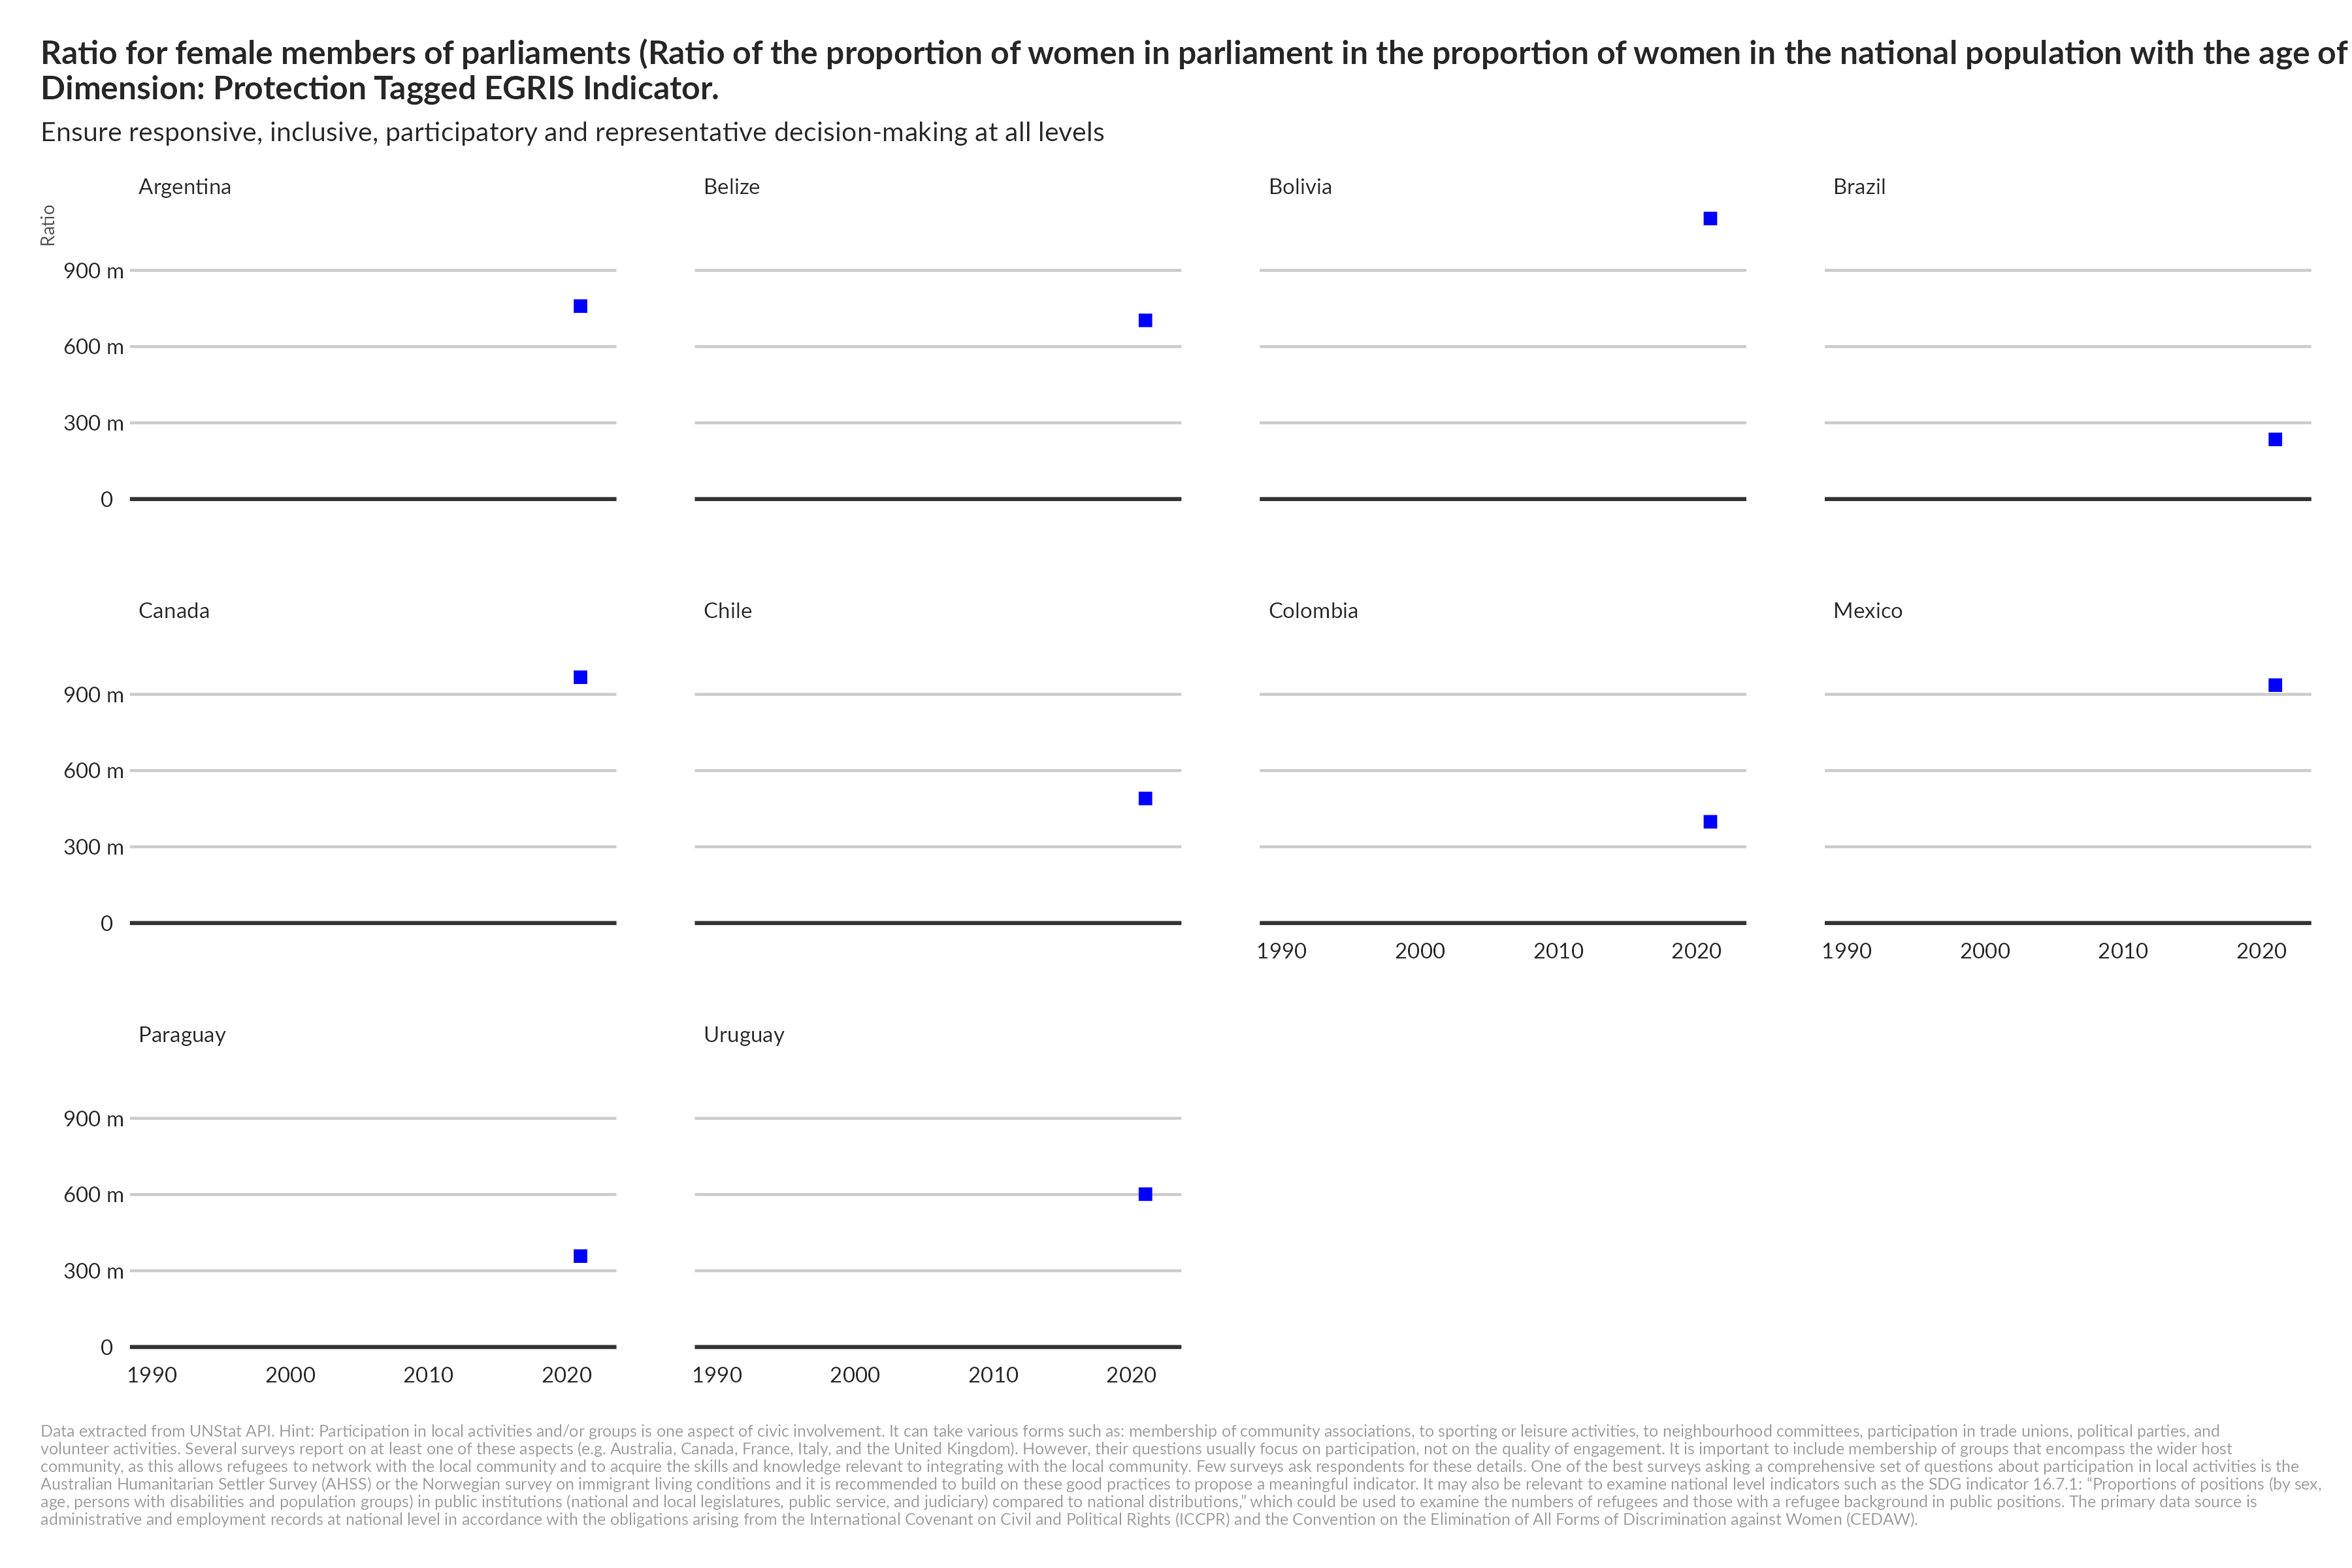 Ratio for female members of parliaments (Ratio of the proportion of women in parliament in the proportion of women in the national population with the age of
Dimension: Protection Tagged EGRIS Indicator.
Ensure responsive, inclusive, participatory and representative decision-making at all levels
Argentina
Belize
Bolivia
Brazil
Ratio
900 m
600 m
300 m
0
Canada
Chile
Colombia
Mexico
900 m
600 m
300 m
0
1990 2000 2010 2020
1990 2000 2010 2020
Paraguay
Uruguay
900 m
600 m
300 m
0
1990 2000 2010 2020
1990 2000 2010 2020
Data extracted from UNStat API. Hint: Participation in local activities and/or groups is one aspect of civic involvement. It can take various forms such as: membership of community associations, to sporting or leisure activities, to neighbourhood committees, participation in trade unions, political parties, and
volunteer activities. Several surveys report on at least one of these aspects (e.g. Australia, Canada, France, Italy, and the United Kingdom). However, their questions usually focus on participation, not on the quality of engagement. It is important to include membership of groups that encompass the wider host
community, as this allows refugees to network with the local community and to acquire the skills and knowledge relevant to integrating with the local community. Few surveys ask respondents for these details. One of the best surveys asking a comprehensive set of questions about participation in local activities is the
Australian Humanitarian Settler Survey (AHSS) or the Norwegian survey on immigrant living conditions and it is recommended to build on these good practices to propose a meaningful indicator. It may also be relevant to examine national level indicators such as the SDG indicator 16.7.1: “Proportions of positions (by sex,
age, persons with disabilities and population groups) in public institutions (national and local legislatures, public service, and judiciary) compared to national distributions,” which could be used to examine the numbers of refugees and those with a refugee background in public positions. The primary data source is
administrative and employment records at national level in accordance with the obligations arising from the International Covenant on Civil and Political Rights (ICCPR) and the Convention on the Elimination of All Forms of Discrimination against Women (CEDAW).